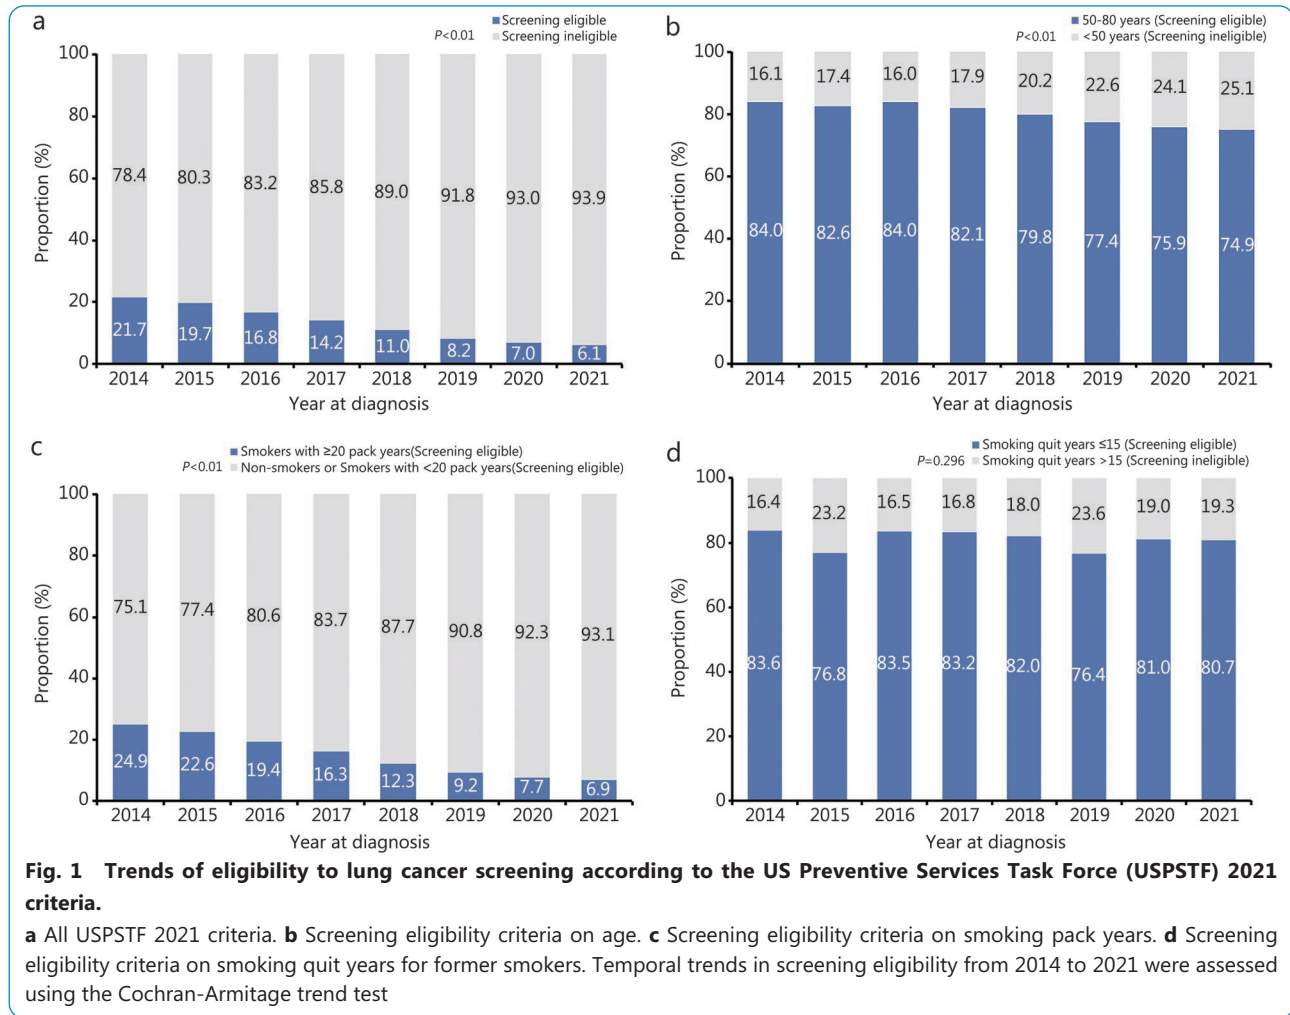 a
Screening eligible
P<0.01 Screening ineligible
100
80
60
40
20
0
Proportion (%)
78.4 80.3 83.2 85.8 89.0 91.8 93.0 93.9
21.7 19.7 16.8 14.2 11.0 8.2 7.0 6.1
2014 2015 2016 2017 2018 2019 2020 2021
Year at diagnosis
b
50-80 years (Screening eligible)
P<0.01 <50 years (Screening ineligible)
100
80
60
40
20
0
Proportion (%)
16.1 17.4 16.0 17.9 20.2 22.6 24.1 25.1
84.0 82.6 84.0 82.1 79.8 77.4 75.9 74.9
2014 2015 2016 2017 2018 2019 2020 2021
Year at diagnosis
c
Smokers with ≥20 pack years(Screening eligible)
P<0.01 Non-smokers or Smokers with <20 pack years(Screening eligible)
100
80
60
40
20
0
Proportion (%)
75.1 77.4 80.6 83.7 87.7 90.8 92.3 93.1
24.9 22.6 19.4 16.3 12.3 9.2 7.7 6.9
2014 2015 2016 2017 2018 2019 2020 2021
Year at diagnosis
d
Smoking quit years ≤15 (Screening eligible)
P=0.296 Smoking quit years >15 (Screening ineligible)
100
80
60
40
20
0
Proportion (%)
16.4 23.2 16.5 16.8 18.0 23.6 19.0 19.3
83.6 76.8 83.5 83.2 82.0 76.4 81.0 80.7
2014 2015 2016 2017 2018 2019 2020 2021
Year at diagnosis
Fig. 1 Trends of eligibility to lung cancer screening according to the US Preventive Services Task Force (USPSTF) 2021
criteria.
a All USPSTF 2021 criteria. b Screening eligibility criteria on age. c Screening eligibility criteria on smoking pack years. d Screening
eligibility criteria on smoking quit years for former smokers. Temporal trends in screening eligibility from 2014 to 2021 were assessed
using the Cochran-Armitage trend test